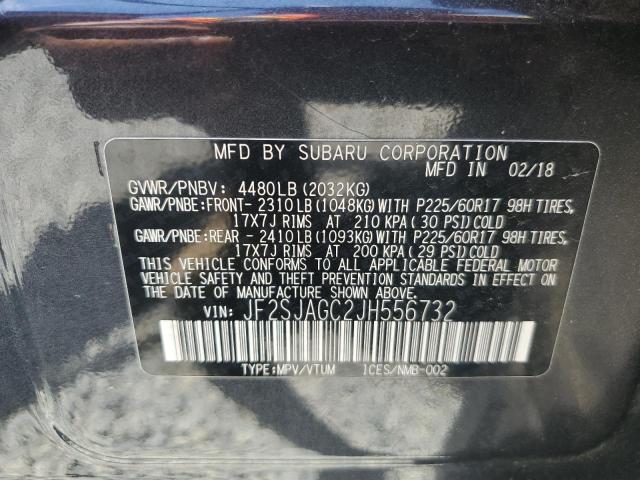 MFD BY SUBARU CORPORATION
MFD IN 02/18
GVWR/PNBV: 4480LB (2032KG)
GAWR/PNBE:FRONT- 2310LB (1048KG)WITH P225/60R17 98H TIRES,
17X7J RIMS AT 210 KPA ( 30 PSI)COLD
GAWR/PNBE:REAR - 2410LB (1093KG)WITH P225/60R17 98H TIRES,
17X7J RIMS AT 200 KPA ( 29 PSI)COLD
THIS VEHICLE CONFORMS TO ALL APPLICABLE FEDERAL MOTOR
VEHICLE SAFETY AND THEFT PREVENTION STANDARDS IN EFFECT ON
THE DATE OF MANUFACTURE SHOWN ABOVE.
VIN: JF2SJAGC2JH556732
TYPE:MPV/VTUM ICES/NMB-002